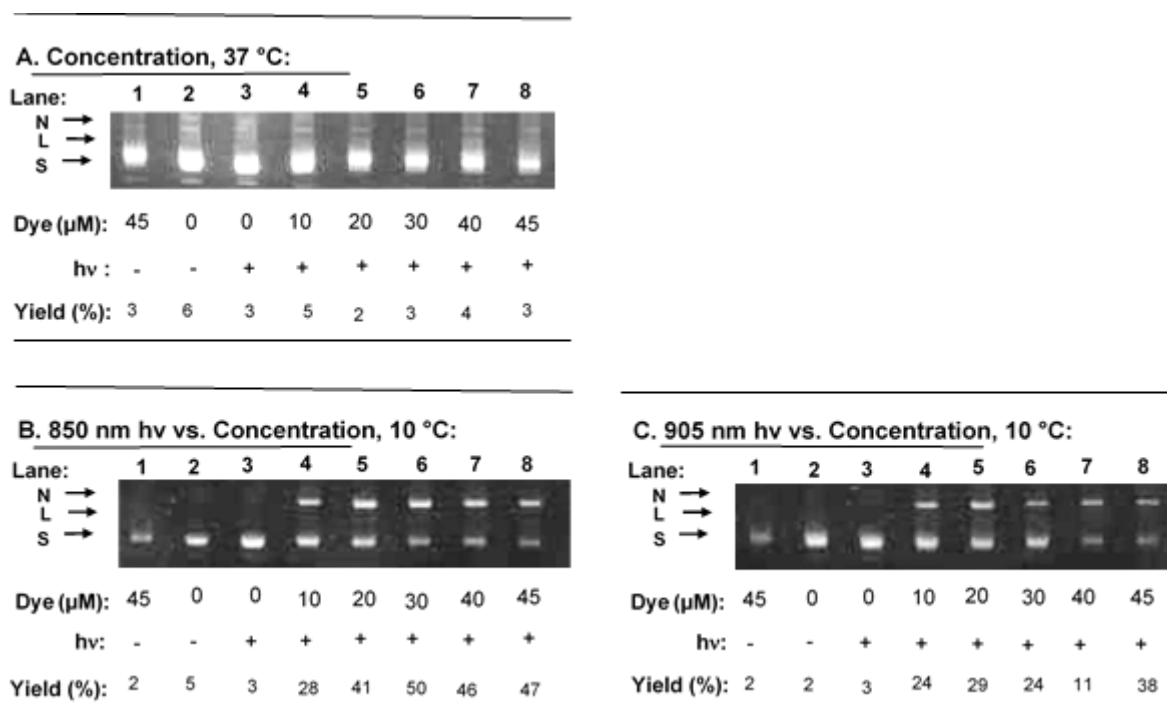 A. Concentration, 37 °C:
Lane: 1 2 3 4 5 6 7 8
N →
L →
S →
Dye (µM): 45 0 0 10 20 30 40 45
hν : - - + + + + + +
Yield (%): 3 6 3 5 2 3 4 3
B. 850 nm hν vs. Concentration, 10 °C:
Lane: 1 2 3 4 5 6 7 8
N →
L →
S →
Dye (µM): 45 0 0 10 20 30 40 45
hν: - - + + + + + +
Yield (%): 2 5 3 28 41 50 46 47
C. 905 nm hν vs. Concentration, 10 °C:
Lane: 1 2 3 4 5 6 7 8
N →
L →
S →
Dye (µM): 45 0 0 10 20 30 40 45
hν: - - + + + + + +
Yield (%): 2 2 3 24 29 24 11 38